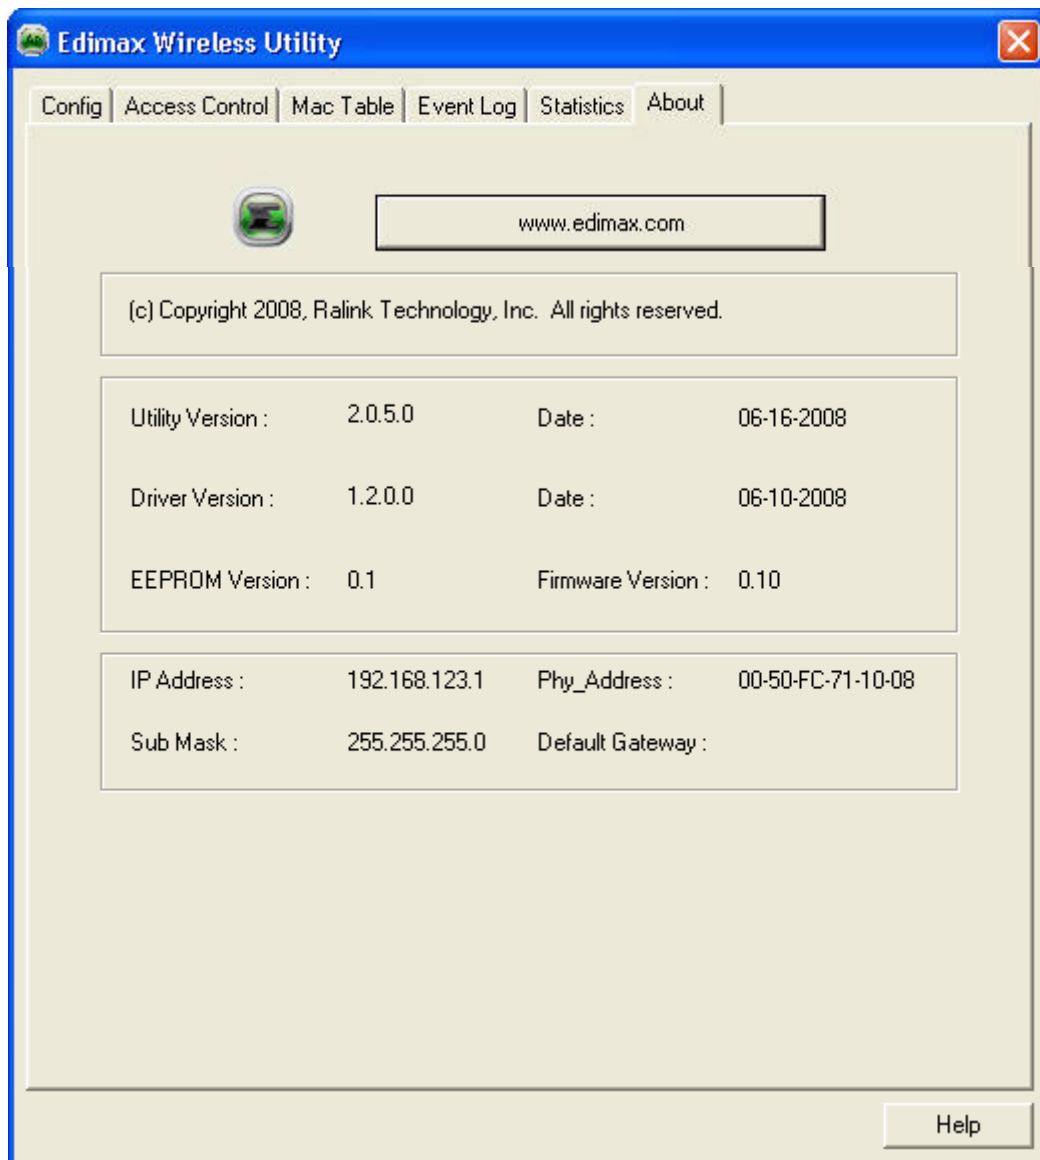 Edimax Wireless Utility
Config Access Control Mac Table Event Log Statistics About
www.edimax.com
(c) Copyright 2008, Ralink Technology, Inc. All rights reserved.
Utility Version : 2.0.5.0 Date : 06-16-2008
Driver Version : 1.2.0.0 Date : 06-10-2008
EEPROM Version : 0.1 Firmware Version : 0.10
IP Address : 192.168.123.1 Phy_Address : 00-50-FC-71-10-08
Sub Mask : 255.255.255.0 Default Gateway :
Help